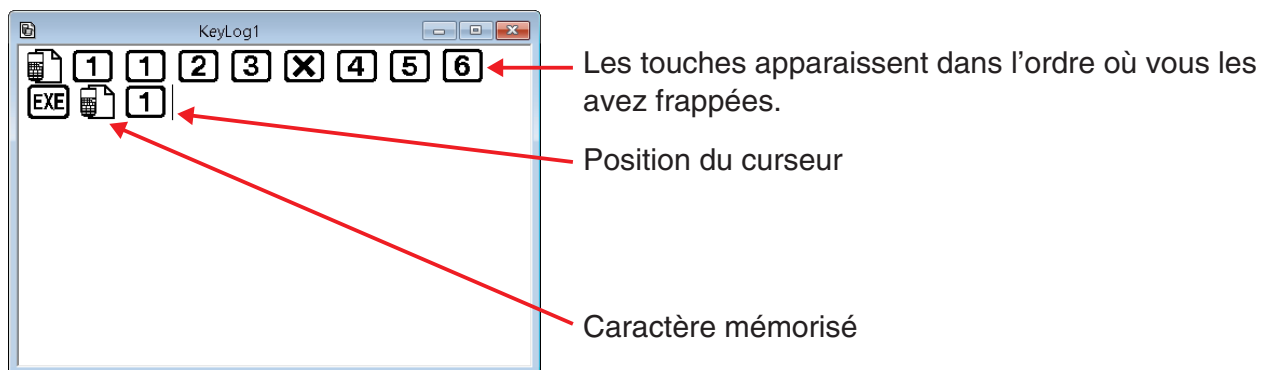 KeyLog1
1 1 2 3 X 4 5 6
EXE 1
Les touches apparaissent dans l'ordre où vous les
avez frappées.
Position du curseur
Caractère mémorisé